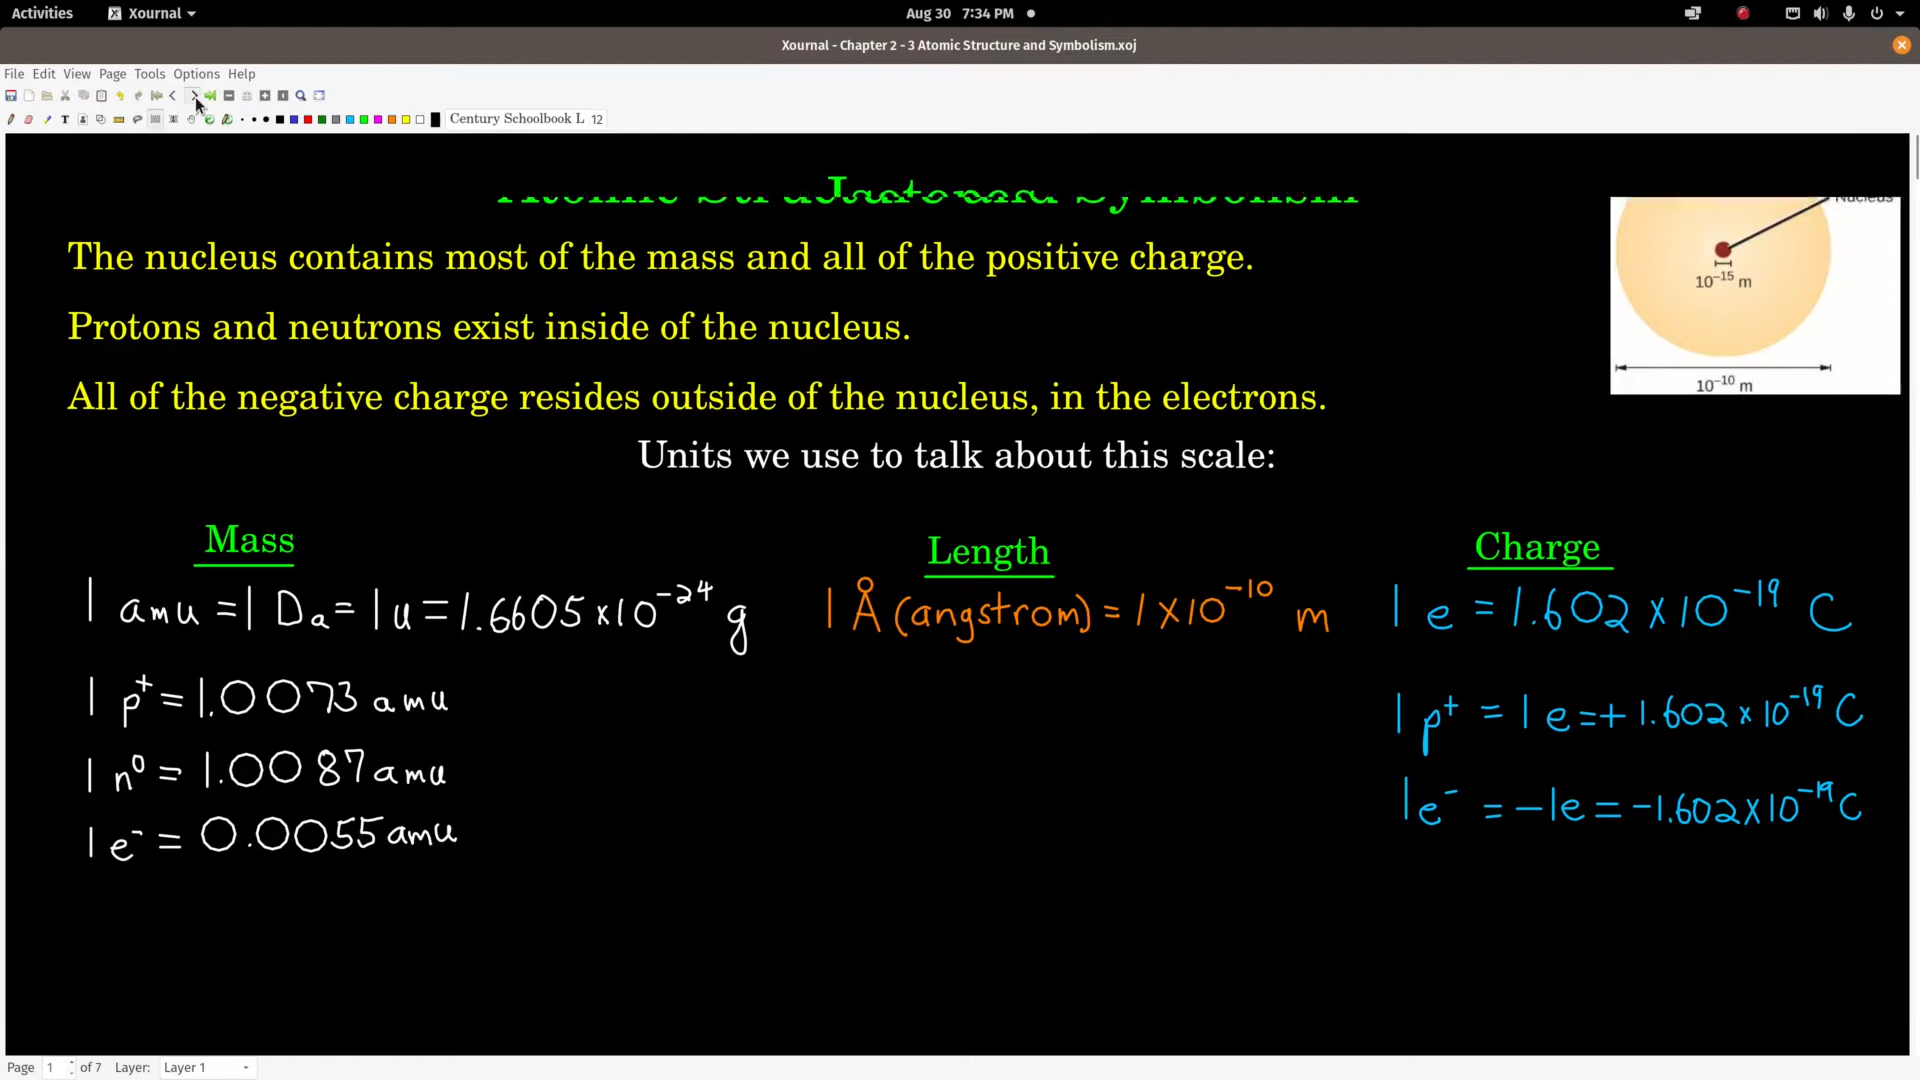 Activities Xournal Aug 30 7:34 PM
Xournal - Chapter 2 - 3 Atomic Structure and Symbolism.xoj
File Edit View Page Tools Options Help
Century Schoolbook L 12
Nucleus
The nucleus contains most of the mass and all of the positive charge.
10⁻¹⁵ m
Protons and neutrons exist inside of the nucleus.
10⁻¹⁰ m
All of the negative charge resides outside of the nucleus, in the electrons.
Units we use to talk about this scale:
Mass
1 amu = 1 Da = 1 u = 1.6605 x 10⁻²⁴ g
1 p⁺ = 1.0073 amu
1 n⁰ = 1.0087 amu
1 e⁻ = 0.0055 amu
Length
1 Å (angstrom) = 1 x 10⁻¹⁰ m
Charge
1 e = 1.602 x 10⁻¹⁹ C
1 p⁺ = 1 e = + 1.602 x 10⁻¹⁹ C
1 e⁻ = -1e = -1.602 x 10⁻¹⁹ C
Page 1 of 7 Layer: Layer 1